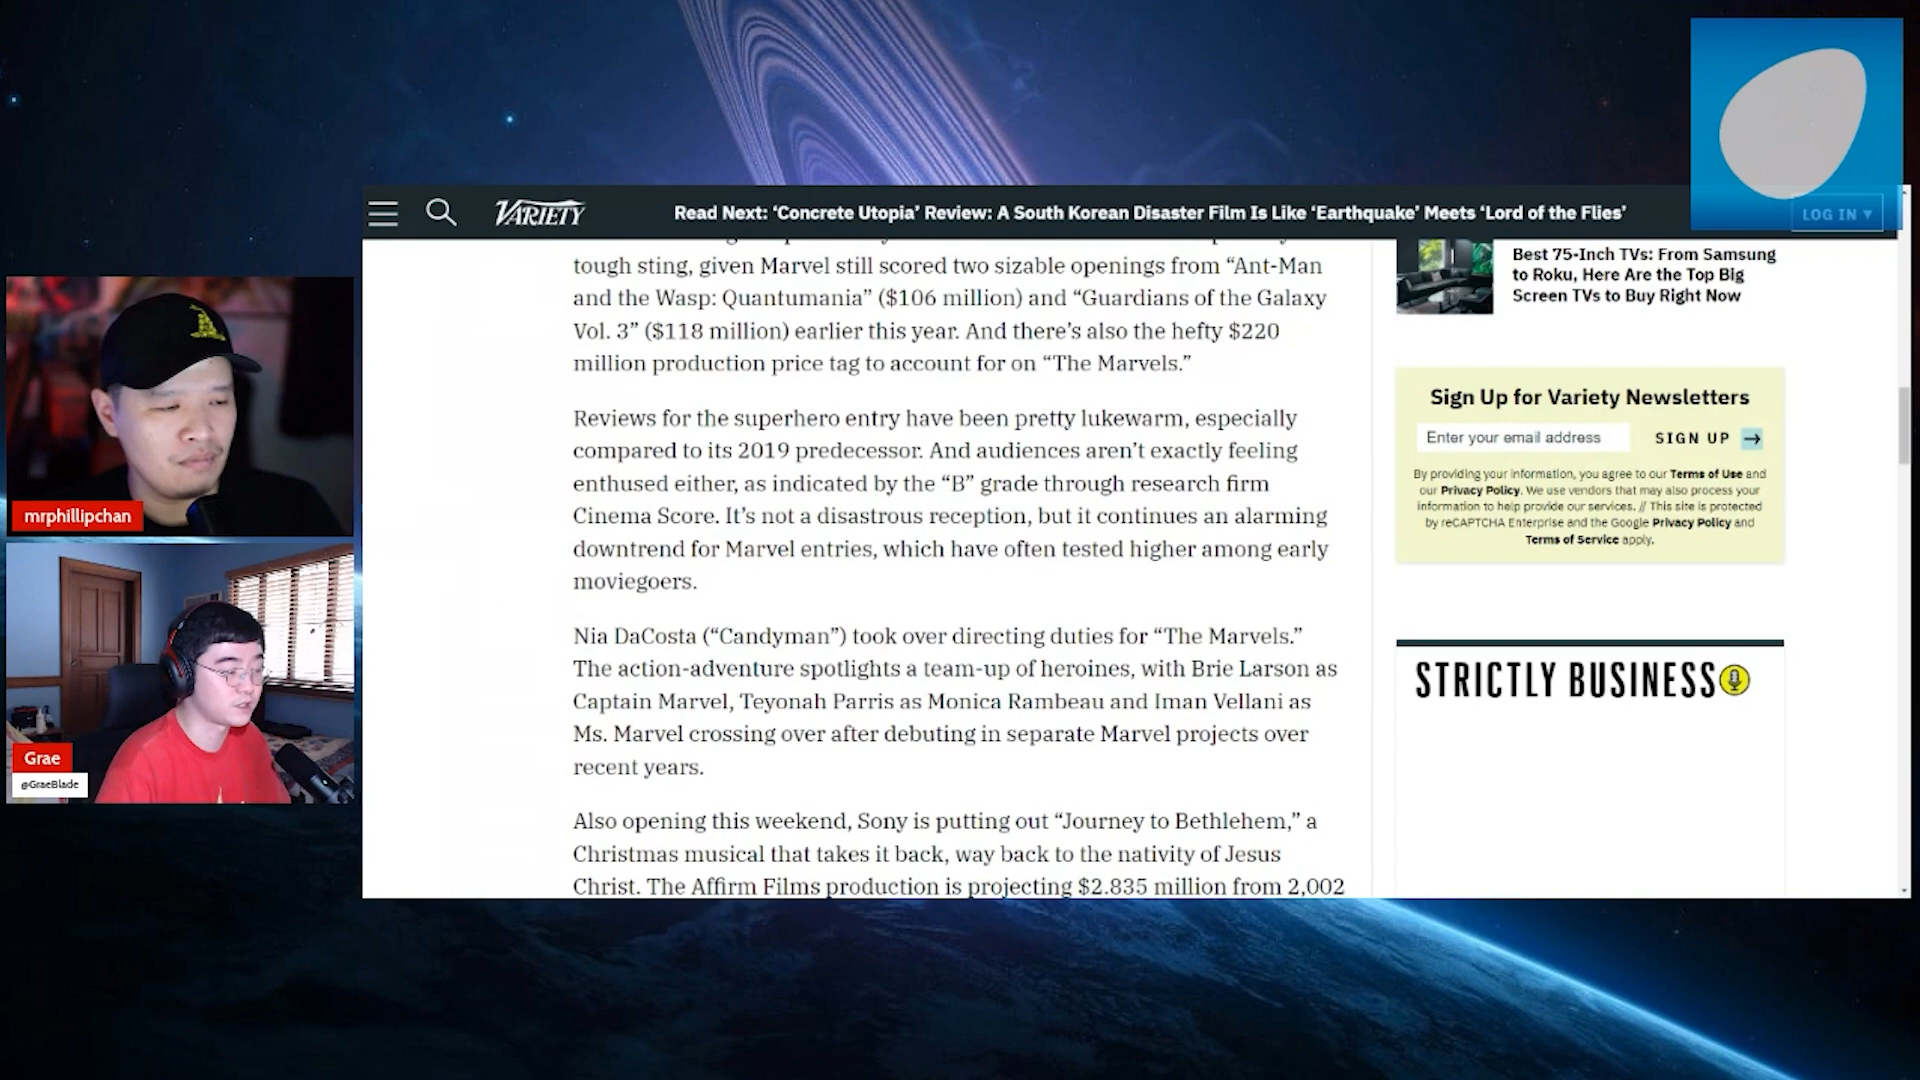 VARIETY
Read Next: ‘Concrete Utopia’ Review: A South Korean Disaster Film Is Like ‘Earthquake’ Meets ‘Lord of the Flies’
LOG IN ▾
tough sting, given Marvel still scored two sizable openings from “Ant-Man
and the Wasp: Quantumania” ($106 million) and “Guardians of the Galaxy
Vol. 3” ($118 million) earlier this year. And there’s also the hefty $220
million production price tag to account for on “The Marvels.”
Reviews for the superhero entry have been pretty lukewarm, especially
compared to its 2019 predecessor. And audiences aren’t exactly feeling
enthused either, as indicated by the “B” grade through research firm
Cinema Score. It’s not a disastrous reception, but it continues an alarming
downtrend for Marvel entries, which have often tested higher among early
moviegoers.
Nia DaCosta (“Candyman”) took over directing duties for “The Marvels.”
The action-adventure spotlights a team-up of heroines, with Brie Larson as
Captain Marvel, Teyonah Parris as Monica Rambeau and Iman Vellani as
Ms. Marvel crossing over after debuting in separate Marvel projects over
recent years.
Also opening this weekend, Sony is putting out “Journey to Bethlehem,” a
Christmas musical that takes it back, way back to the nativity of Jesus
Christ. The Affirm Films production is projecting $2.835 million from 2,002
Best 75-Inch TVs: From Samsung
to Roku, Here Are the Top Big
Screen TVs to Buy Right Now
Sign Up for Variety Newsletters
Enter your email address
SIGN UP →
By providing your information, you agree to our Terms of Use and
our Privacy Policy. We use vendors that may also process your
information to help provide our services. // This site is protected
by reCAPTCHA Enterprise and the Google Privacy Policy and
Terms of Service apply.
STRICTLY BUSINESS
mrphillipchan
Grae
@GraeBlade